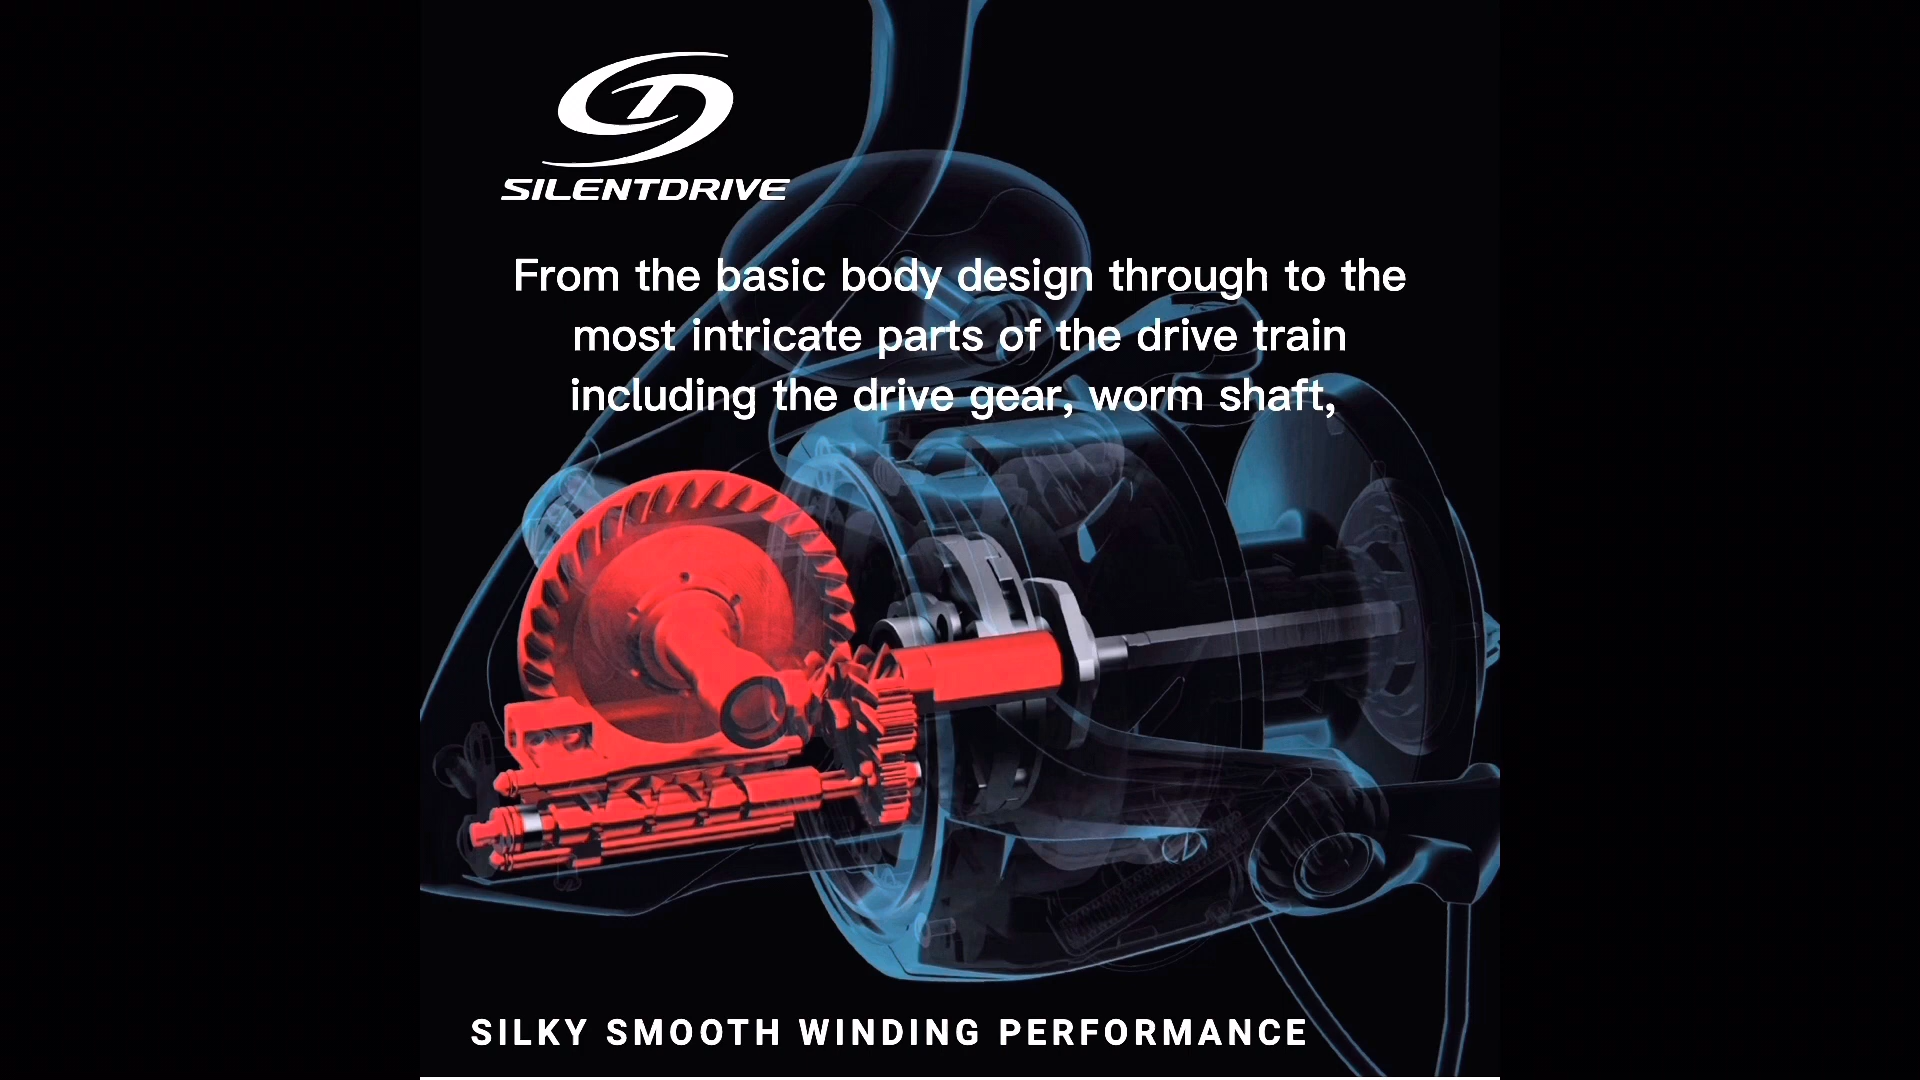 SILENTDRIVE
From the basic body design through to the
most intricate parts of the drive train
including the drive gear, worm shaft,
SILKY SMOOTH WINDING PERFORMANCE